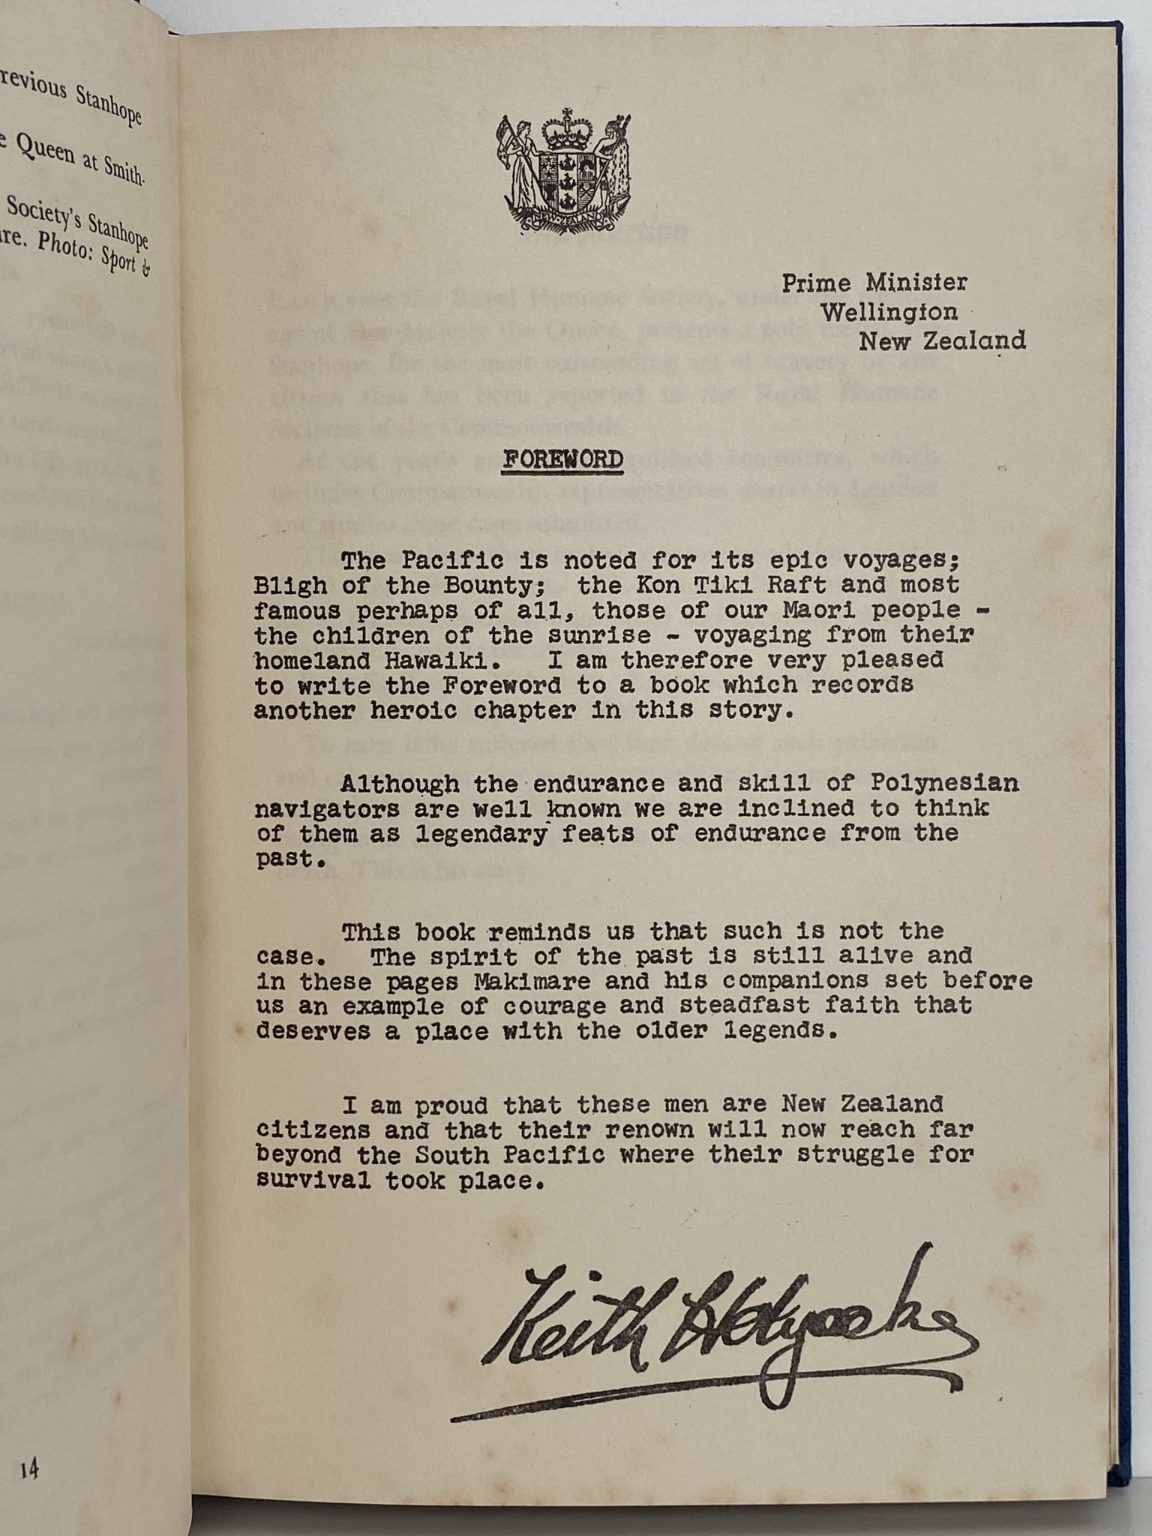 revious Stanhope
Queen at Smith-
Society's Stanhope
Photo: Sport &
14
NEW ZEALAND
Prime Minister
Wellington
New Zealand
FOREWORD
The Pacific is noted for its epic voyages;
Bligh of the Bounty; the Kon Tiki Raft and most
famous perhaps of all, those of our Maori people -
the children of the sunrise - voyaging from their
homeland Hawaiki. I am therefore very pleased
to write the Foreword to a book which records
another heroic chapter in this story.
Although the endurance and skill of Polynesian
navigators are well known we are inclined to think
of them as legendary feats of endurance from the
past.
This book reminds us that such is not the
case. The spirit of the past is still alive and
in these pages Makimare and his companions set before
us an example of courage and steadfast faith that
deserves a place with the older legends.
I am proud that these men are New Zealand
citizens and that their renown will now reach far
beyond the South Pacific where their struggle for
survival took place.
Keith Holyoake